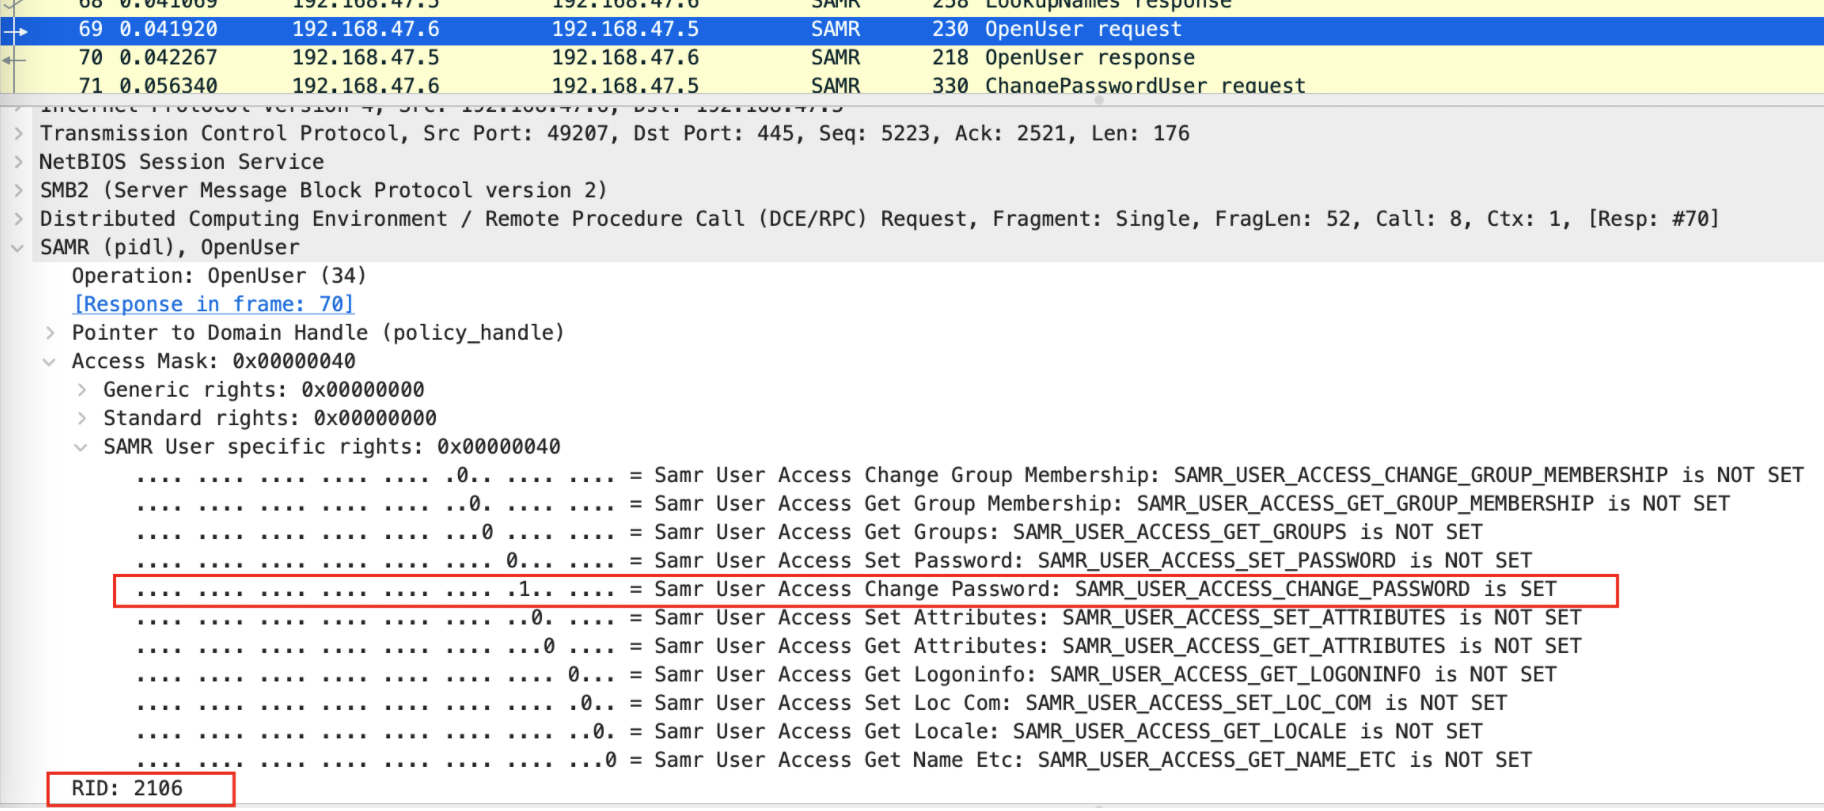 68 0.041069 192.168.47.5 192.168.47.6 SAMR 258 LookupNames response
69 0.041920 192.168.47.6 192.168.47.5 SAMR 230 OpenUser request
70 0.042267 192.168.47.5 192.168.47.6 SAMR 218 OpenUser response
71 0.056340 192.168.47.6 192.168.47.5 SAMR 330 ChangePasswordUser request
Internet Protocol Version 4, Src: 192.168.47.6, Dst: 192.168.47.5
Transmission Control Protocol, Src Port: 49207, Dst Port: 445, Seq: 5223, Ack: 2521, Len: 176
NetBIOS Session Service
SMB2 (Server Message Block Protocol version 2)
Distributed Computing Environment / Remote Procedure Call (DCE/RPC) Request, Fragment: Single, FragLen: 52, Call: 8, Ctx: 1, [Resp: #70]
SAMR (pidl), OpenUser
Operation: OpenUser (34)
[Response in frame: 70]
Pointer to Domain Handle (policy_handle)
Access Mask: 0x00000040
Generic rights: 0x00000000
Standard rights: 0x00000000
SAMR User specific rights: 0x00000040
.... .... .... .... .... .0.. .... .... = Samr User Access Change Group Membership: SAMR_USER_ACCESS_CHANGE_GROUP_MEMBERSHIP is NOT SET
.... .... .... .... .... ..0. .... .... = Samr User Access Get Group Membership: SAMR_USER_ACCESS_GET_GROUP_MEMBERSHIP is NOT SET
.... .... .... .... .... ...0 .... .... = Samr User Access Get Groups: SAMR_USER_ACCESS_GET_GROUPS is NOT SET
.... .... .... .... .... .... 0... .... = Samr User Access Set Password: SAMR_USER_ACCESS_SET_PASSWORD is NOT SET
.... .... .... .... .... .... .1.. .... = Samr User Access Change Password: SAMR_USER_ACCESS_CHANGE_PASSWORD is SET
.... .... .... .... .... .... ..0. .... = Samr User Access Set Attributes: SAMR_USER_ACCESS_SET_ATTRIBUTES is NOT SET
.... .... .... .... .... .... ...0 .... = Samr User Access Get Attributes: SAMR_USER_ACCESS_GET_ATTRIBUTES is NOT SET
.... .... .... .... .... .... .... 0... = Samr User Access Get Logoninfo: SAMR_USER_ACCESS_GET_LOGONINFO is NOT SET
.... .... .... .... .... .... .... .0.. = Samr User Access Set Loc Com: SAMR_USER_ACCESS_SET_LOC_COM is NOT SET
.... .... .... .... .... .... .... ..0. = Samr User Access Get Locale: SAMR_USER_ACCESS_GET_LOCALE is NOT SET
.... .... .... .... .... .... .... ...0 = Samr User Access Get Name Etc: SAMR_USER_ACCESS_GET_NAME_ETC is NOT SET
RID: 2106